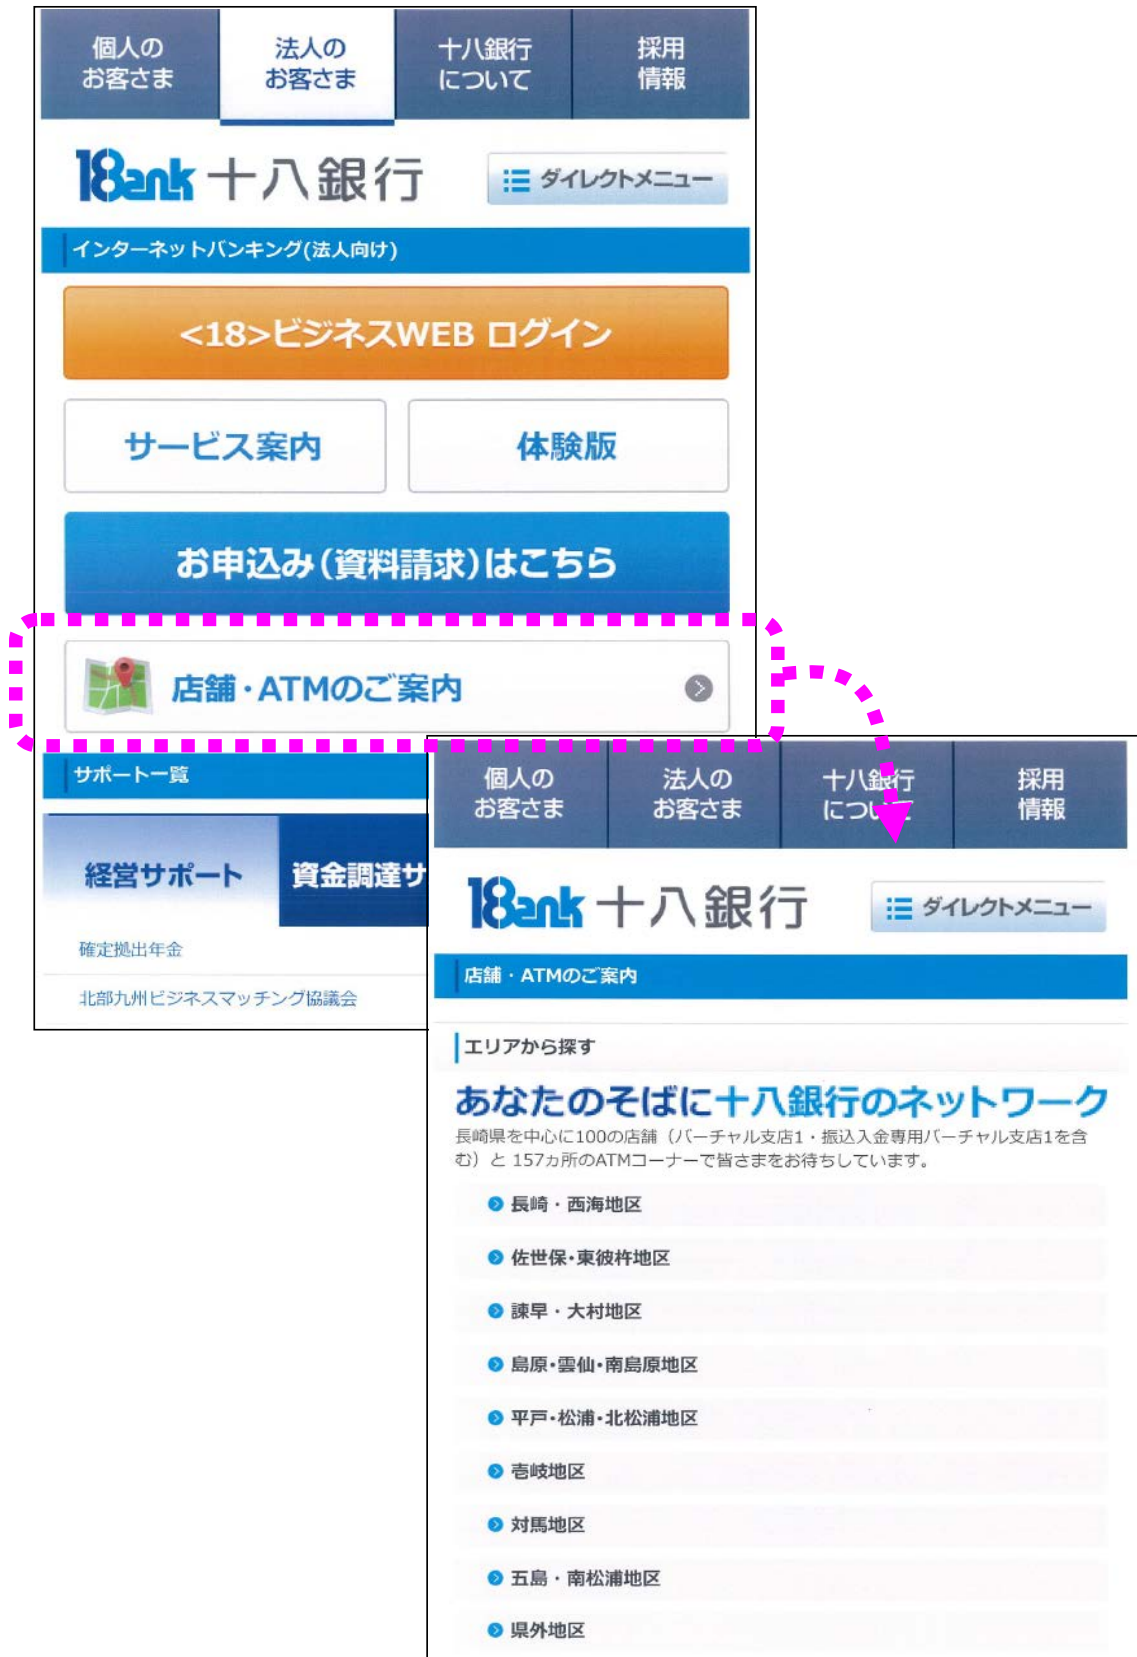 個人の
お客さま
法人の
お客さま
十八銀行
について
採用
情報
18ank 十八銀行
ダイレクトメニュー
インターネットバンキング(法人向け)
<18>ビジネスWEB ログイン
サービス案内
体験版
お申込み(資料請求)はこちら
店舗・ATMのご案内
サポート一覧
経営サポート
資金調達サ
確定拠出年金
北部九州ビジネスマッチング協議会
個人の
お客さま
法人の
お客さま
十八銀行
について
採用
情報
18ank 十八銀行
ダイレクトメニュー
店舗・ATMのご案内
エリアから探す
あなたのそばに十八銀行のネットワーク
長崎県を中心に100の店舗（バーチャル支店1・振込入金専用バーチャル支店1を含
む）と 157ヵ所のATMコーナーで皆さまをお待ちしています。
長崎・西海地区
佐世保・東彼杵地区
諫早・大村地区
島原・雲仙・南島原地区
平戸・松浦・北松浦地区
壱岐地区
対馬地区
五島・南松浦地区
県外地区